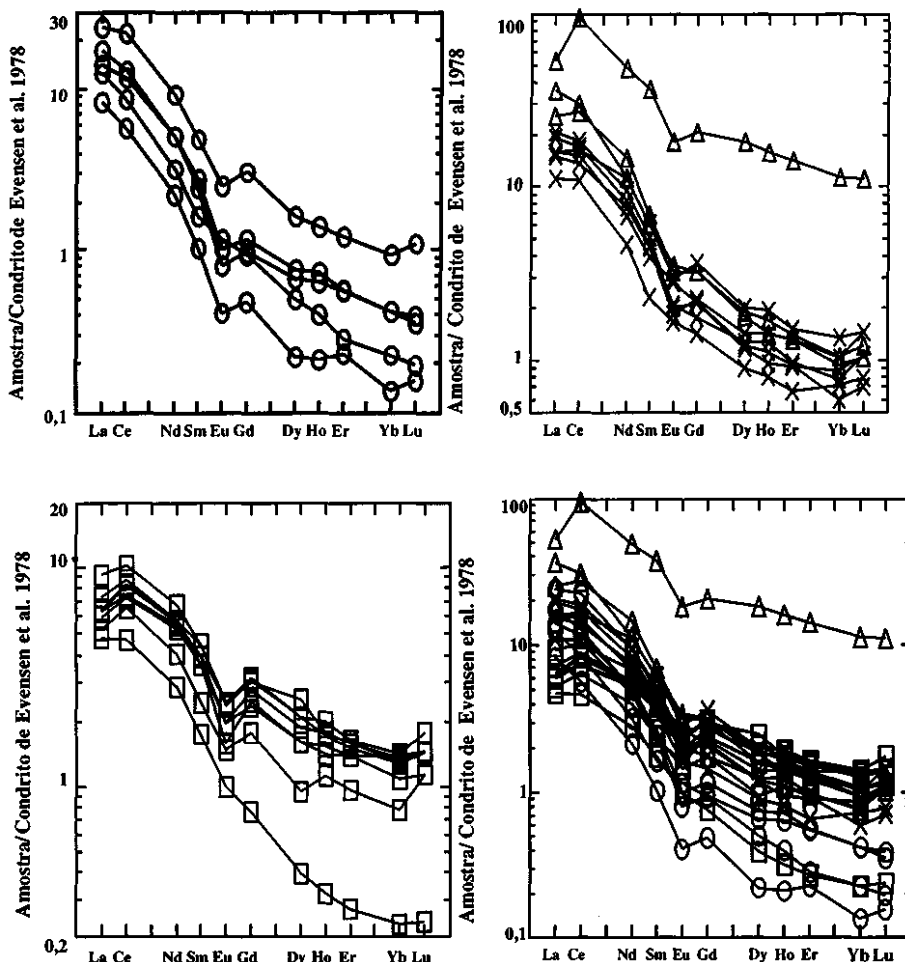 Amostra/Condrito de Evensen et al. 1978
30
10
1
0,1
La Ce Nd Sm Eu Gd Dy Ho Er Yb Lu
Amostra/ Condrito de Evensen et al. 1978
100
10
1
0,5
La Ce Nd Sm Eu Gd Dy Ho Er Yb Lu
Amostra/Condrito de Evensen et al. 1978
20
10
1
0,2
La Ce Nd Sm Eu Gd Dy Ho Er Yb Lu
Amostra/Condrito de Evensen et al. 1978
100
10
1
0,1
La Ce Nd Sm Eu Gd Dy Ho Er Yb Lu